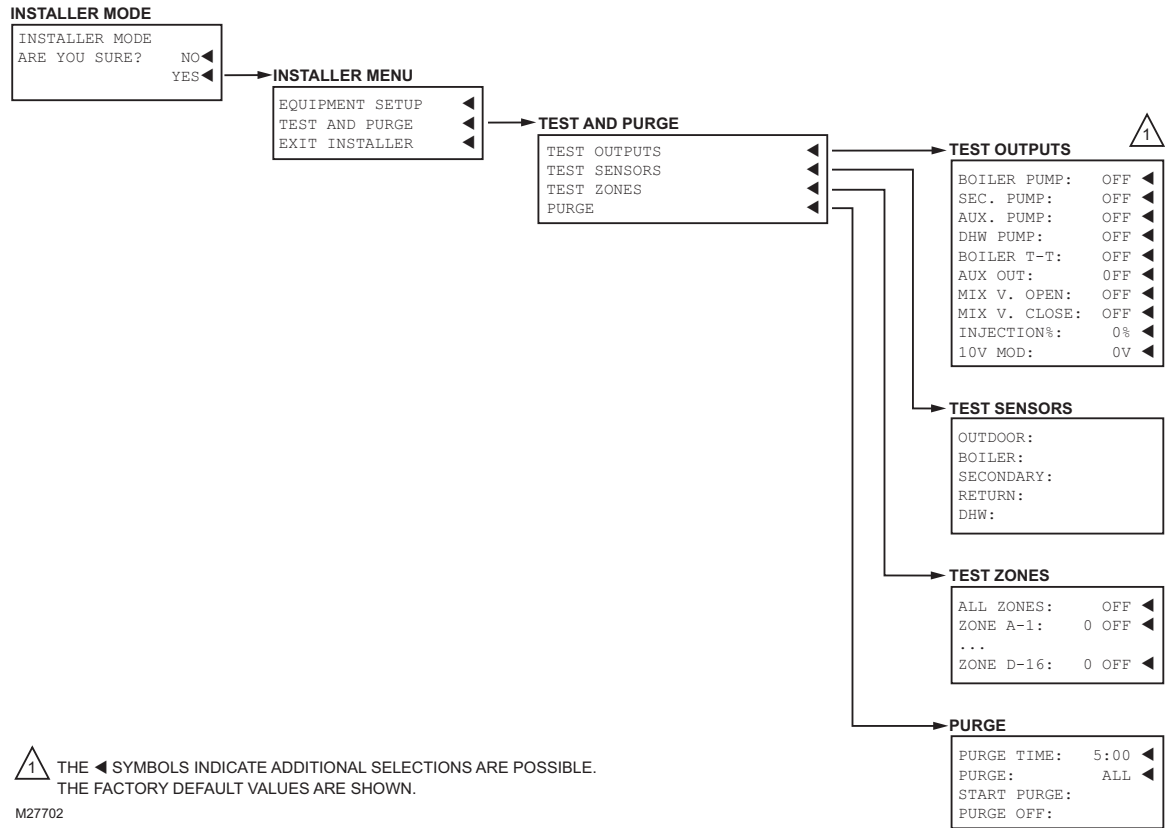 INSTALLER MODE
INSTALLER MODE
ARE YOU SURE? NO◀
YES◀
INSTALLER MENU
EQUIPMENT SETUP ◀
TEST AND PURGE ◀
EXIT INSTALLER ◀
TEST AND PURGE
TEST OUTPUTS ◀
TEST SENSORS ◀
TEST ZONES ◀
PURGE ◀
1
TEST OUTPUTS
BOILER PUMP: OFF ◀
SEC. PUMP: OFF ◀
AUX. PUMP: OFF ◀
DHW PUMP: OFF ◀
BOILER T-T: OFF ◀
AUX OUT: 0FF ◀
MIX V. OPEN: OFF ◀
MIX V. CLOSE: OFF ◀
INJECTION%: 0% ◀
10V MOD: 0V ◀
TEST SENSORS
OUTDOOR:
BOILER:
SECONDARY:
RETURN:
DHW:
TEST ZONES
ALL ZONES: OFF ◀
ZONE A-1: 0 OFF ◀
...
ZONE D-16: 0 OFF ◀
PURGE
PURGE TIME: 5:00 ◀
PURGE: ALL ◀
START PURGE:
PURGE OFF:
1 THE ◀ SYMBOLS INDICATE ADDITIONAL SELECTIONS ARE POSSIBLE.
THE FACTORY DEFAULT VALUES ARE SHOWN.
M27702